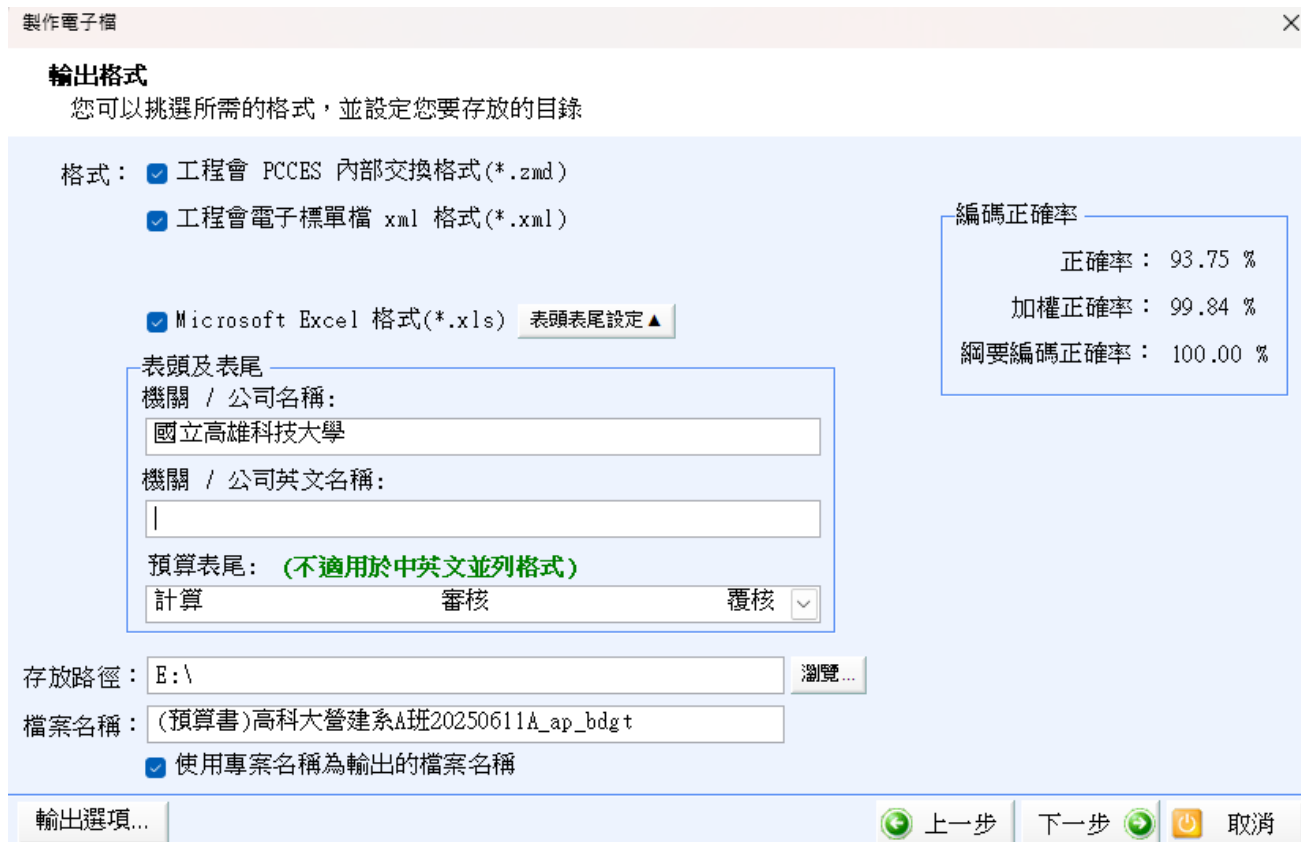 製作電子檔
輸出格式
您可以挑選所需的格式，並設定您要存放的目錄
格式： 工程會 PCCES 內部交換格式(*.zmd)
工程會電子標單檔 xml 格式(*.xml)
Microsoft Excel 格式(*.xls) 表頭表尾設定▲
編碼正確率
正確率： 93.75 %
加權正確率： 99.84 %
綱要編碼正確率： 100.00 %
表頭及表尾
機關 / 公司名稱:
國立高雄科技大學
機關 / 公司英文名稱:
預算表尾: (不適用於中英文並列格式)
計算 審核 覆核
存放路徑： E:\ 瀏覽...
檔案名稱： (預算書)高科大營建系A班20250611A_ap_bdgt
使用專案名稱為輸出的檔案名稱
輸出選項... 上一步 下一步 取消